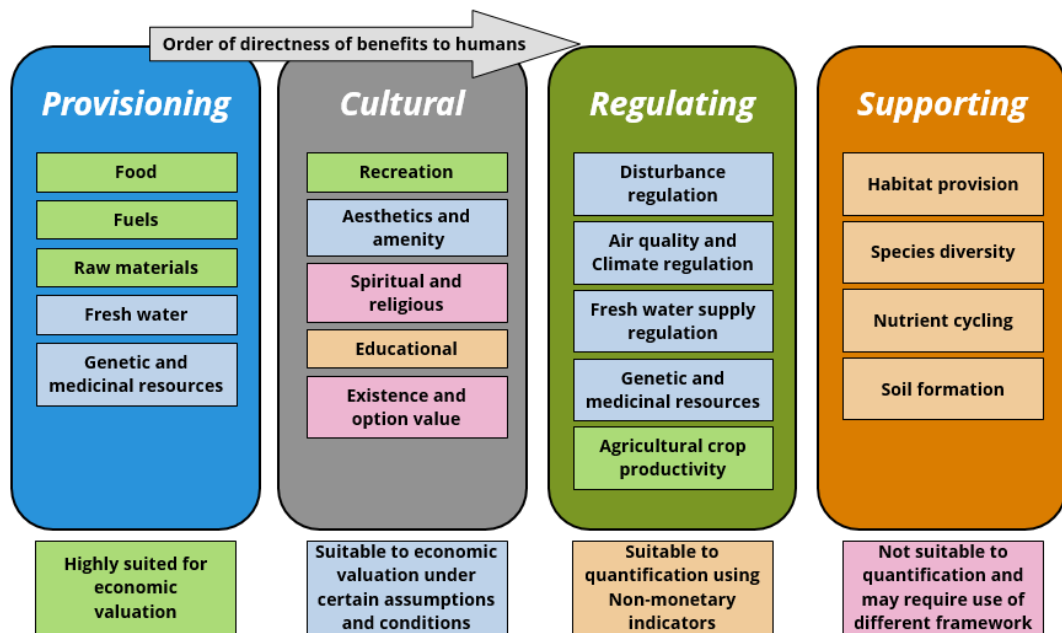 Order of directness of benefits to humans
Provisioning
Food
Fuels
Raw materials
Fresh water
Genetic and
medicinal resources
Cultural
Recreation
Aesthetics and
amenity
Spiritual and
religious
Educational
Existence and
option value
Regulating
Disturbance
regulation
Air quality and
Climate regulation
Fresh water supply
regulation
Genetic and
medicinal resources
Agricultural crop
productivity
Supporting
Habitat provision
Species diversity
Nutrient cycling
Soil formation
Highly suited for
economic
valuation
Suitable to economic
valuation under
certain assumptions
and conditions
Suitable to
quantification using
Non-monetary
indicators
Not suitable to
quantification and
may require use of
different framework